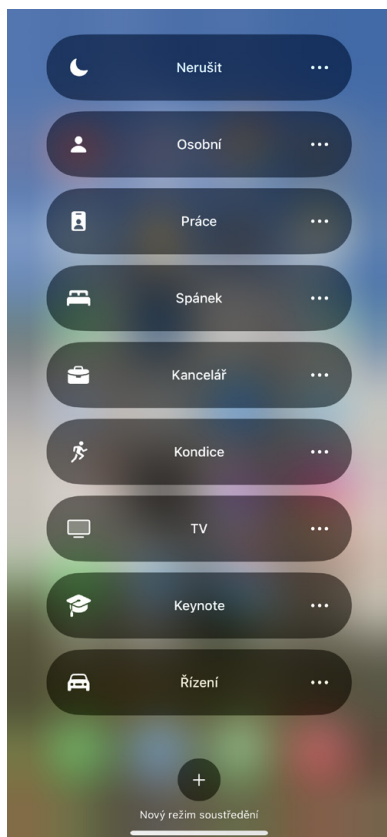 Nerušit
Osobní
Práce
Spánek
Kancelář
Kondice
TV
Keynote
Řízení
Nový režim soustředění